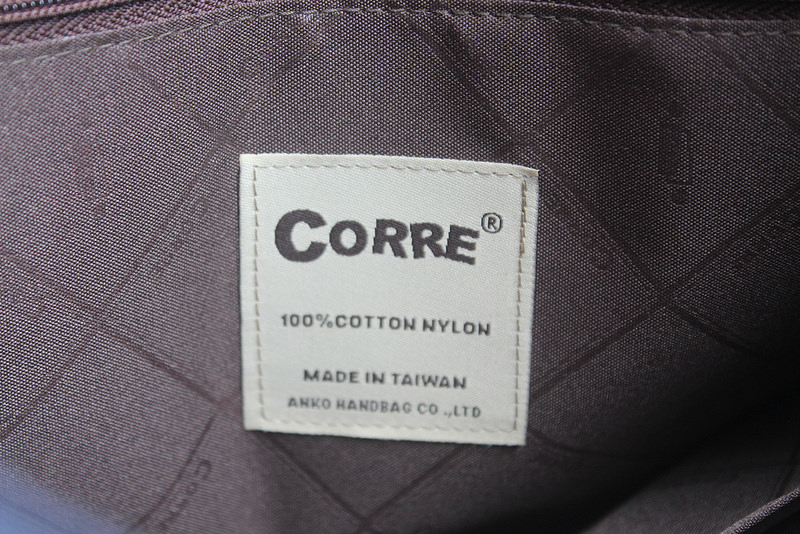 CORRE®
100%COTTON NYLON
MADE IN TAIWAN
ANKO HANDBAG CO .,LTD